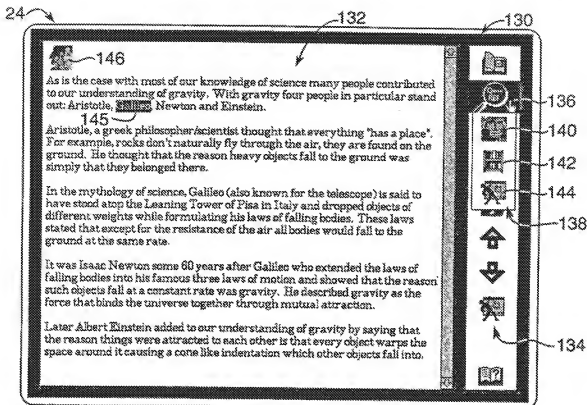 24
130
132
146
As is the case with most of our knowledge of science many people contributed
to our understanding of gravity. With gravity four people in particular stand
out: Aristotle, Galileo, Newton and Einstein.
145
Aristotle, a greek philosopher/scientist thought that everything "has a place".
For example, rocks don't naturally fly through the air, they are found on the
ground. He thought that the reason heavy objects fall to the ground was
simply that they belonged there.
In the mythology of science, Galileo (also known for the telescope) is said to
have stood atop the Leaning Tower of Pisa in Italy and dropped objects of
different weights while formulating his laws of falling bodies. These laws
stated that except for the resistance of the air all bodies would fall to the
ground at the same rate.
It was Isaac Newton some 60 years after Galileo who extended the laws of
falling bodies into his famous three laws of motion and showed that the reason
such objects fall at a constant rate was gravity. He described gravity as the
force that binds the universe together through mutual attraction.
Later Albert Einstein added to our understanding of gravity by saying that
the reason things were attracted to each other is that every object warps the
space around it causing a cone like indentation which other objects fall into.
136
140
142
144
138
134
?